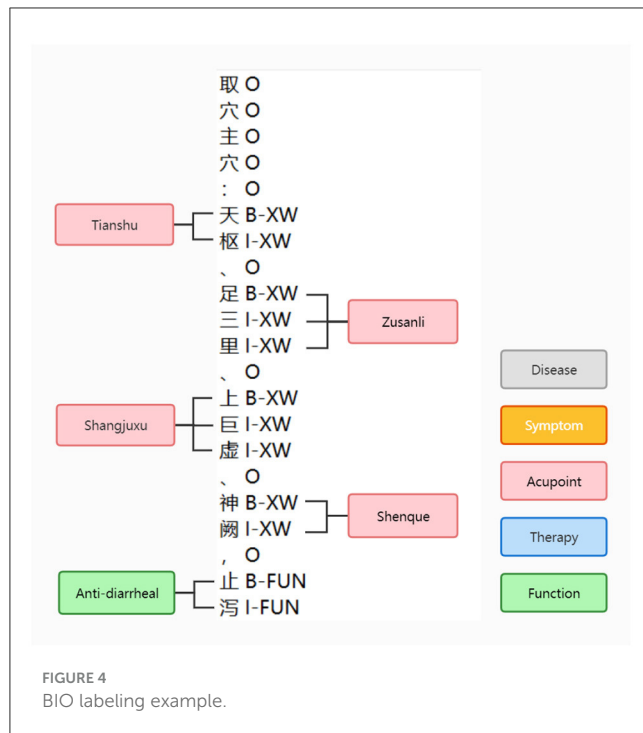 取 O
穴 O
主 O
穴 O
： O
Tianshu
天 B-XW
枢 I-XW
、 O
足 B-XW
三 I-XW
里 I-XW
Zusanli
、 O
Shangjuxu
上 B-XW
巨 I-XW
虚 I-XW
、 O
神 B-XW
阙 I-XW
Shenque
， O
Anti-diarrheal
止 B-FUN
泻 I-FUN
Disease
Symptom
Acupoint
Therapy
Function
FIGURE 4
BIO labeling example.